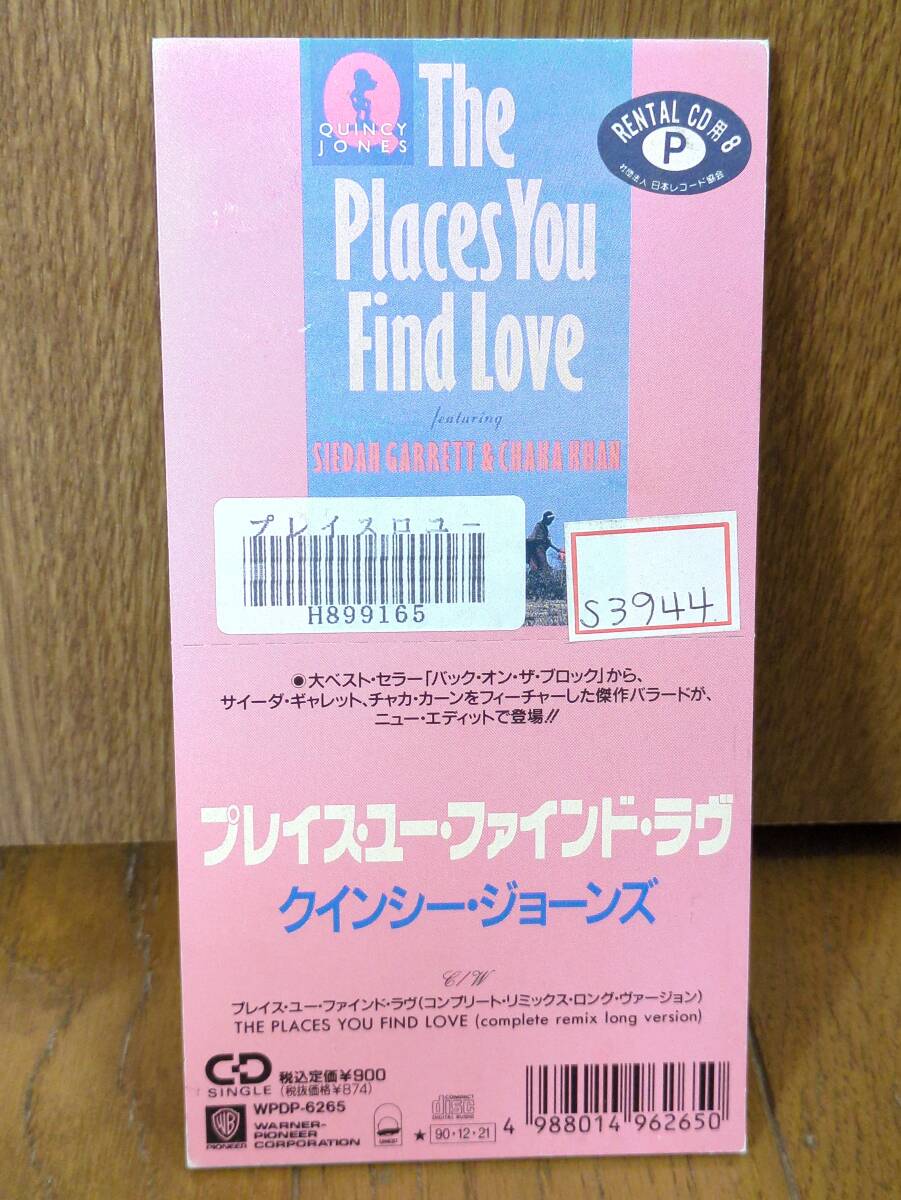 QUINCY
JONES
The
Places You
Find Love
featuring
SIEDAH GARRETT & CHAKA KHAN
RENTAL CD用 8
P
社団法人 日本レコード協会
プレイスロユー
H899165
S3944.
●大ベスト・セラー「バック・オン・ザ・ブロック」から、
サイーダ・ギャレット、チャカ・カーンをフィーチャーした傑作バラードが、
ニュー・エディットで登場!!
プレイス・ユー・ファインド・ラヴ
クインシー・ジョーンズ
C/W
プレイス・ユー・ファインド・ラヴ(コンプリート・リミックス・ロング・ヴァージョン)
THE PLACES YOU FIND LOVE (complete remix long version)
CD
SINGLE
税込定価¥900
(税抜価格¥874)
WPDP-6265
WB
PIONEER
WARNER-
PIONEER
CORPORATION
COMPACT
disc
DIGITAL AUDIO
★ 90・12・21
4 988014 962650